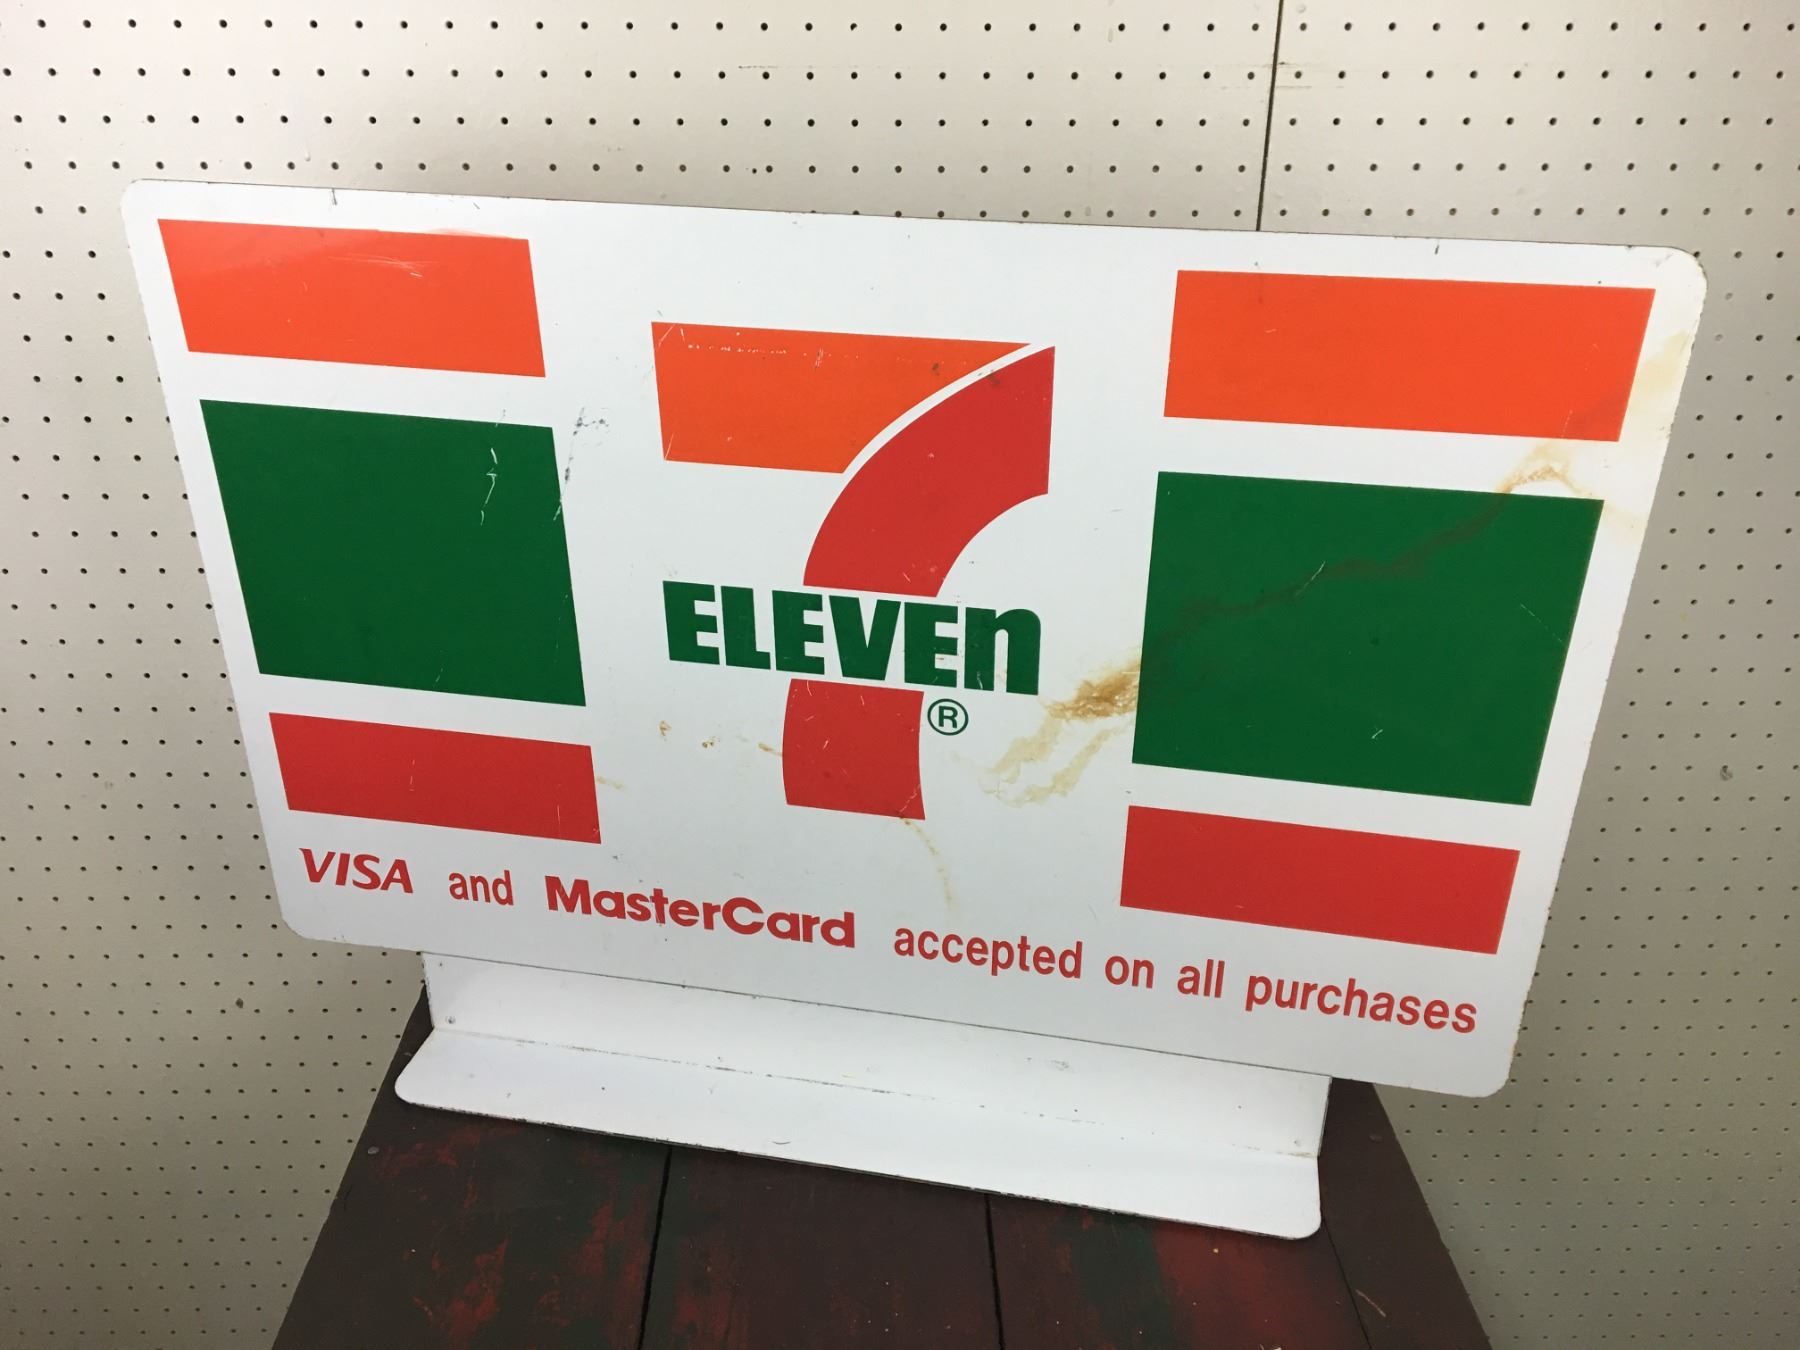 7
ELEVEn
®
VISA and MasterCard accepted on all purchases